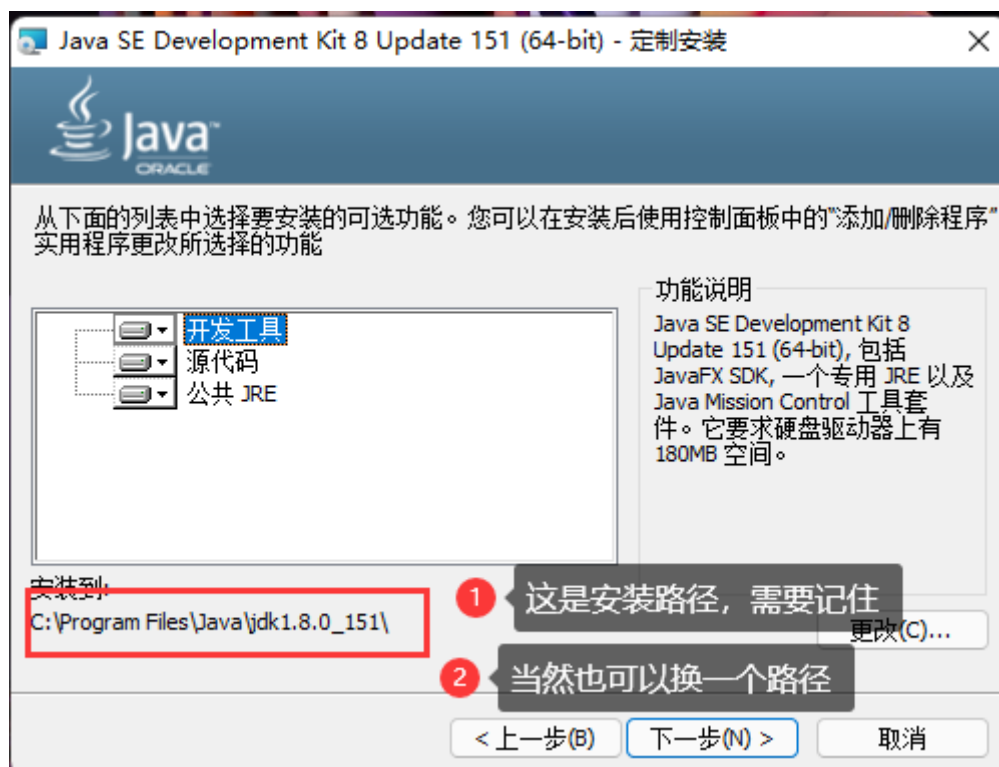 Java SE Development Kit 8 Update 151 (64-bit) - 定制安装
Java™
ORACLE
从下面的列表中选择要安装的可选功能。您可以在安装后使用控制面板中的"添加/删除程序"
实用程序更改所选择的功能
开发工具
源代码
公共 JRE
功能说明
Java SE Development Kit 8
Update 151 (64-bit), 包括
JavaFX SDK, 一个专用 JRE 以及
Java Mission Control 工具套
件。它要求硬盘驱动器上有
180MB 空间。
安装到:
C:\Program Files\Java\jdk1.8.0_151\
1 这是安装路径，需要记住
更改(C)...
2 当然也可以换一个路径
< 上一步(B)
下一步(N) >
取消